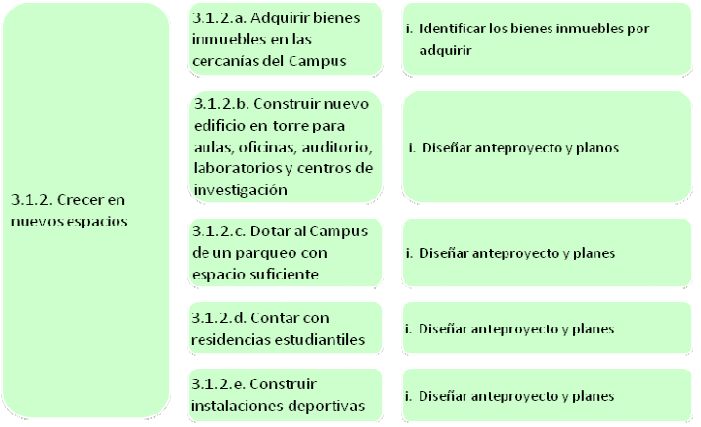 3.1.2. Crecer en
nuevos espacios
3.1.2.a. Adquirir bienes
inmuebles en las
cercanías del Campus
i. Identificar los bienes inmuebles por
adquirir
3.1.2.b. Construir nuevo
edificio en torre para
aulas, oficinas, auditorio,
laboratorios y centros de
investigación
i. Diseñar anteproyecto y planos
3.1.2.c. Dotar al Campus
de un parqueo con
espacio suficiente
i. Diseñar anteproyecto y planes
3.1.2.d. Contar con
residencias estudiantiles
i. Diseñar anteproyecto y planes
3.1.2.e. Construir
instalaciones deportivas
i. Diseñar anteproyecto y planes